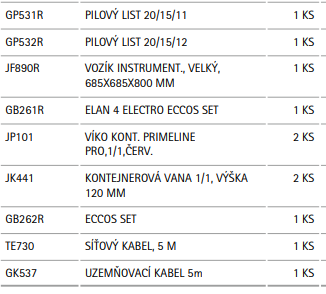 GP531R PILOVÝ LIST 20/15/11 1 KS
GP532R PILOVÝ LIST 20/15/12 1 KS
JF890R VOZÍK INSTRUMENT., VELKÝ, 1 KS
685X685X800 MM
GB261R ELAN 4 ELECTRO ECCOS SET 1 KS
JP101 VÍKO KONT. PRIMELINE 2 KS
PRO,1/1,ČERV.
JK441 KONTEJNEROVÁ VANA 1/1, VÝŠKA 2 KS
120 MM
GB262R ECCOS SET 1 KS
TE730 SÍŤOVÝ KABEL, 5 M 1 KS
GK537 UZEMŇOVACÍ KABEL 5m 1 KS